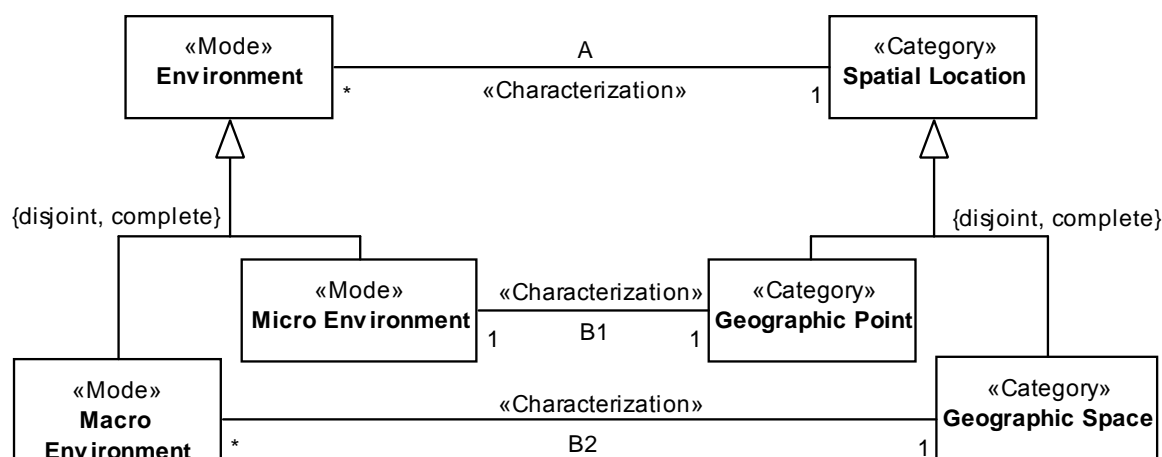 «Mode»
Environment
A
«Characterization»
*
1
«Category»
Spatial Location
{disjoint, complete}
{disjoint, complete}
«Mode»
Micro Environment
«Characterization»
1
B1
1
«Category»
Geographic Point
«Mode»
Macro
Environment
«Characterization»
*
B2
1
«Category»
Geographic Space